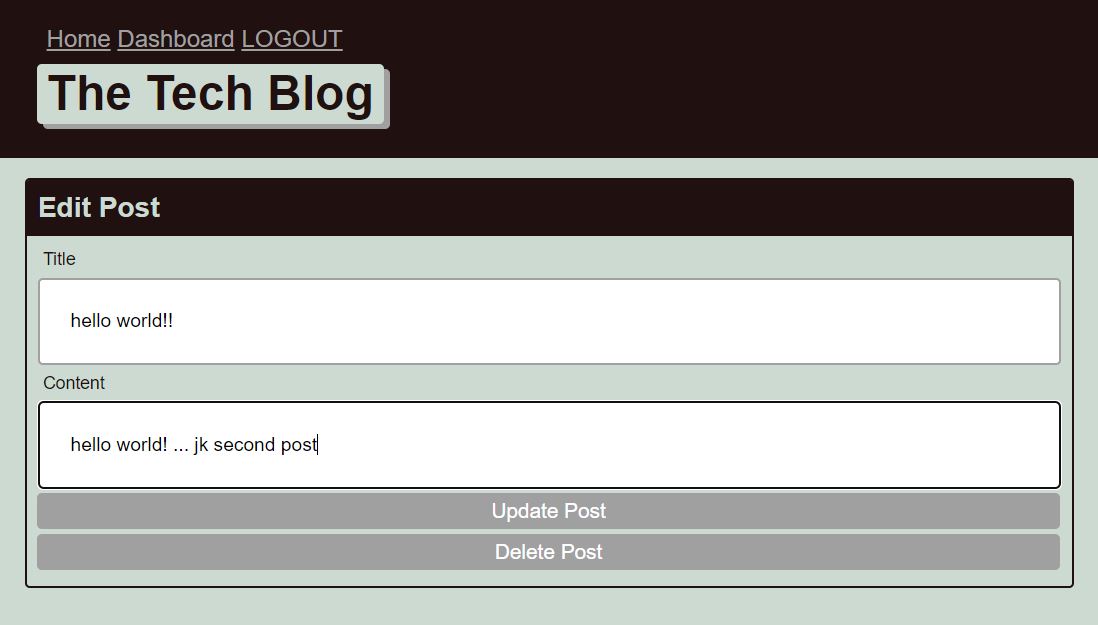 Home Dashboard LOGOUT
The Tech Blog
Edit Post
Title
hello world!!
Content
hello world! ... jk second post
Update Post
Delete Post